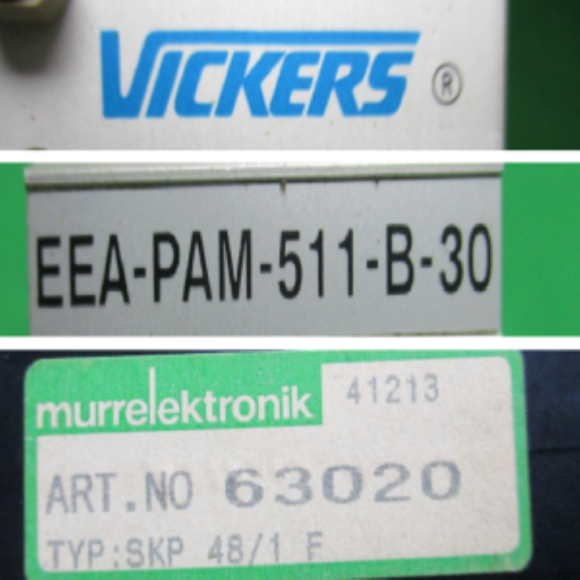 VICKERS ®
EEA-PAM-511-B-30
murrelektronik 41213
ART.NO 63020
TYP:SKP 48/1 F